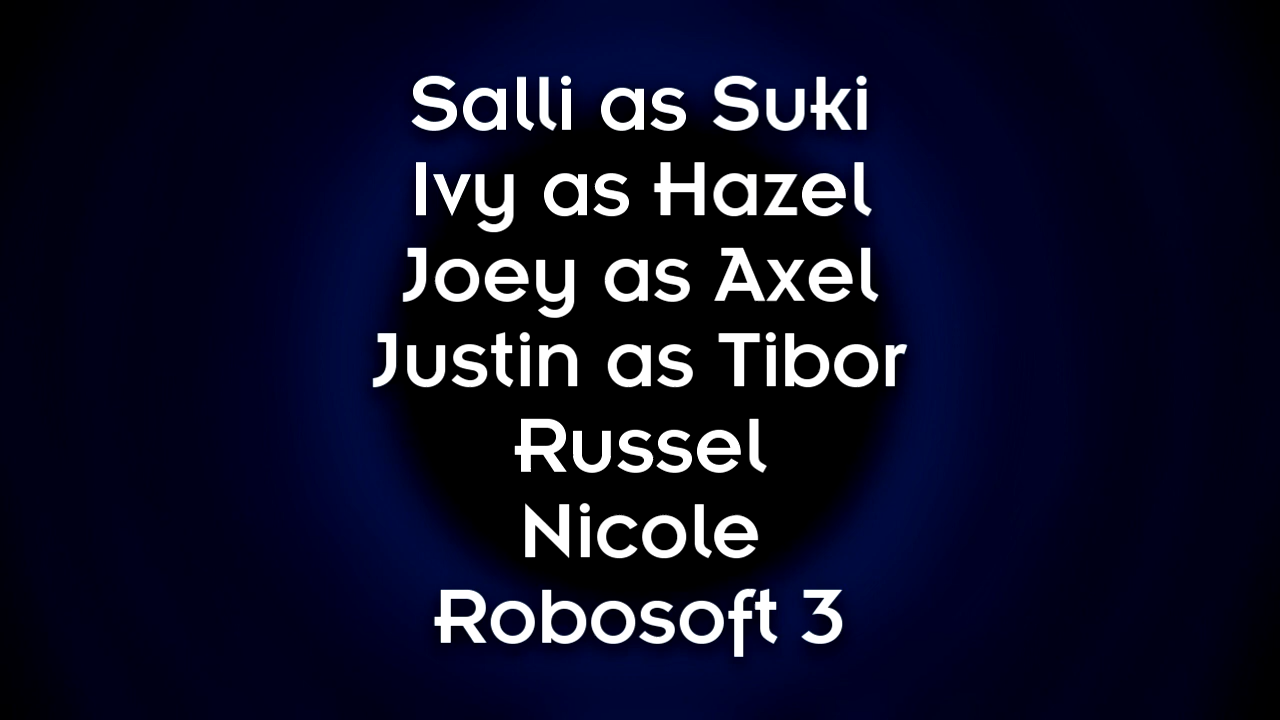 Salli as Suki
Ivy as Hazel
Joey as Axel
Justin as Tibor
Russel
Nicole
Robosoft 3